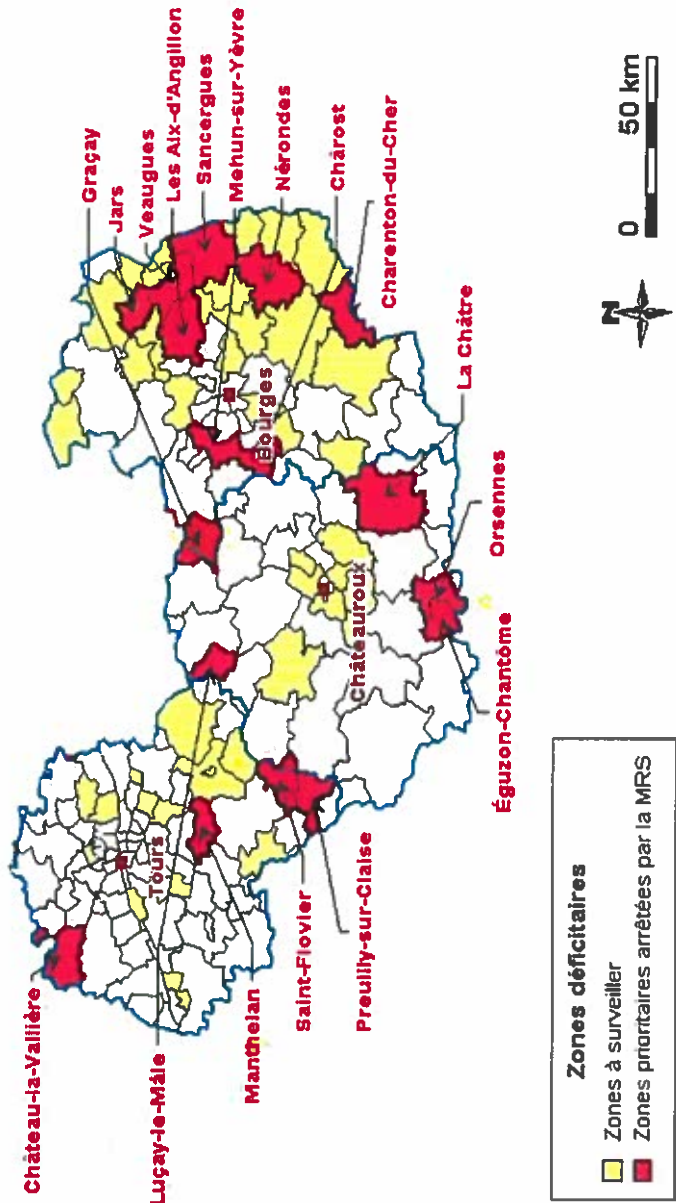 Château-la-Vallière
Luçay-le-Mâle
Manthelan
Saint-Flovier
Preuilly-sur-Claise
Éguzon-Chantôme
Orsennes
La Châtre
Graçay
Jars
Veaugues
Les Aix-d'Angillon
Sancergues
Mehun-sur-Yèvre
Nérondes
Chârost
Charenton-du-Cher
Tours
Châteauroux
Bourges
Zones déficitaires
Zones à surveiller
Zones prioritaires arrêtées par la MRS
N
0 50 km